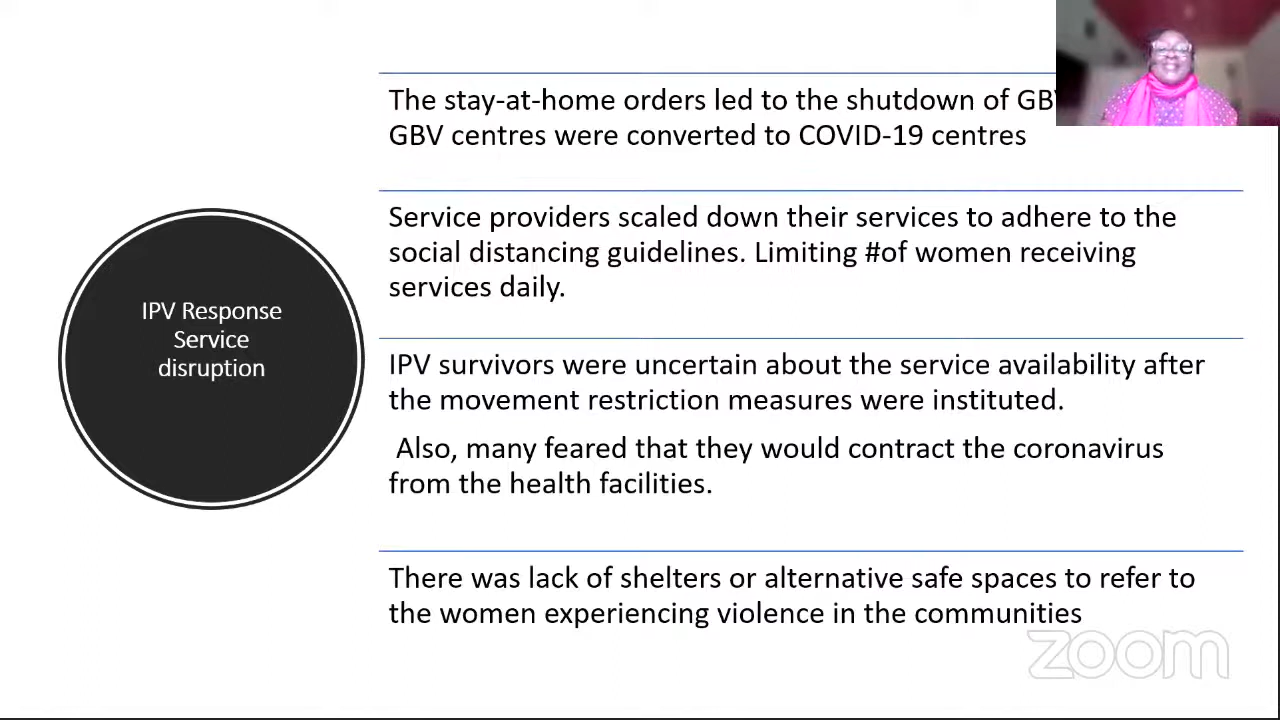 The stay-at-home orders led to the shutdown of
GBV centres were converted to COVID-19 centres
Service providers scaled down their services to adhere to the
social distancing guidelines. Limiting #of women receiving
services daily.
IPV Response
Service
disruption
IPV survivors were uncertain about the service availability after
the movement restriction measures were instituted.
Also, many feared that they would contract the coronavirus
from the health facilities.
There was lack of shelters or alternative safe spaces to refer to
the women experiencing violence in the communities
zoom